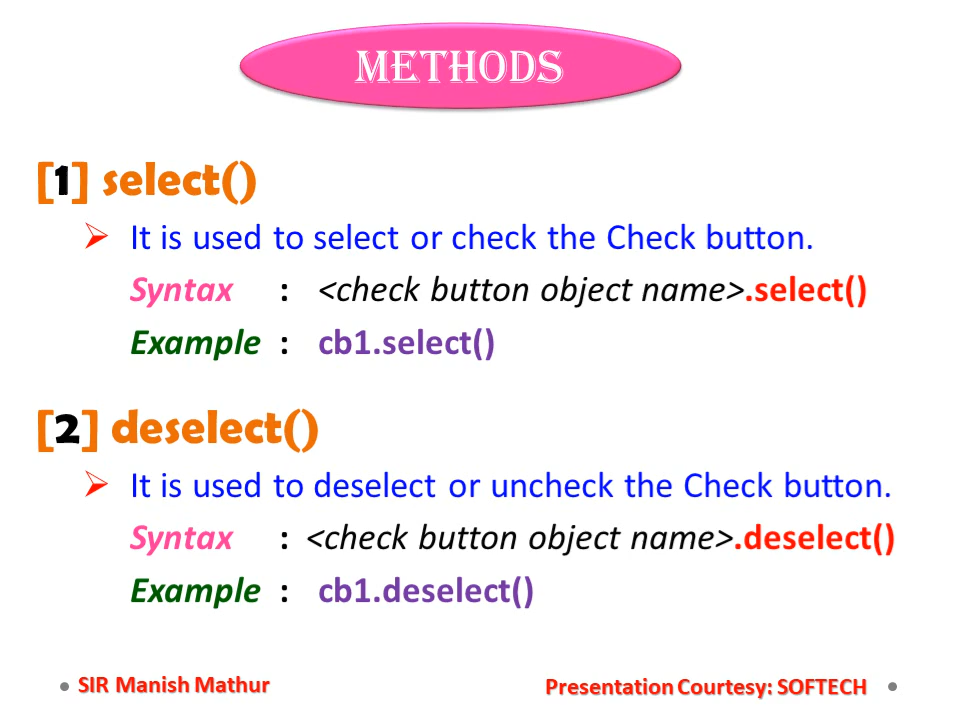 METHODS
[1] select()
It is used to select or check the Check button.
Syntax : <check button object name>.select()
Example : cb1.select()
[2] deselect()
It is used to deselect or uncheck the Check button.
Syntax : <check button object name>.deselect()
Example : cb1.deselect()
SIR Manish Mathur
Presentation Courtesy: SOFTECH